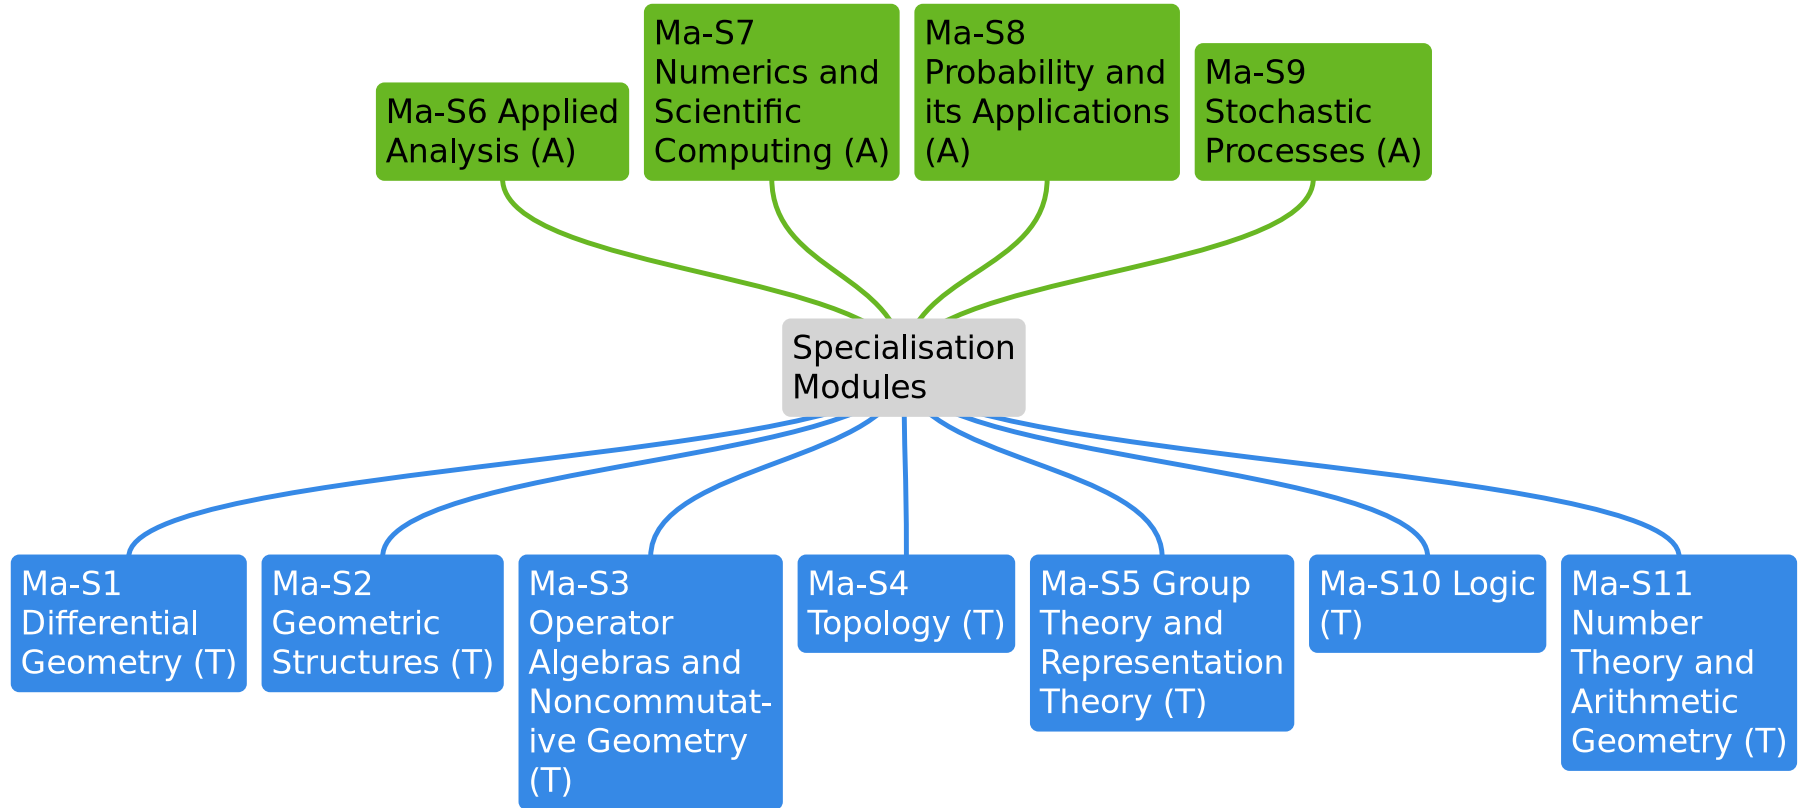 Ma-S6 Applied
Analysis (A)
Ma-S7
Numerics and
Scientific
Computing (A)
Ma-S8
Probability and
its Applications
(A)
Ma-S9
Stochastic
Processes (A)
Specialisation
Modules
Ma-S1
Differential
Geometry (T)
Ma-S2
Geometric
Structures (T)
Ma-S3
Operator
Algebras and
Noncommutat-
ive Geometry
(T)
Ma-S4
Topology (T)
Ma-S5 Group
Theory and
Representation
Theory (T)
Ma-S10 Logic
(T)
Ma-S11
Number
Theory and
Arithmetic
Geometry (T)